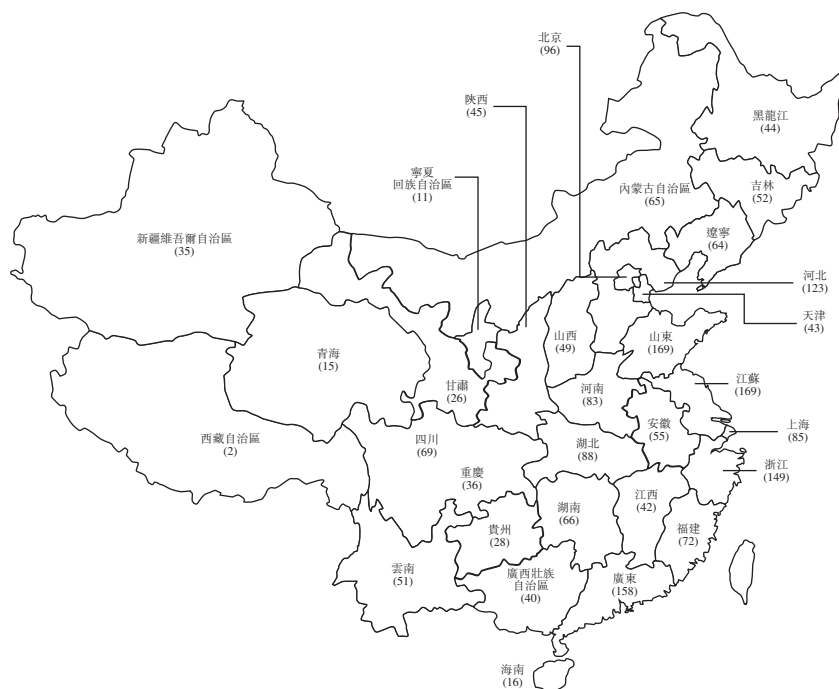 北京
(96)
陝西
(45)
黑龍江
(44)
寧夏
回族自治區
(11)
內蒙古自治區
(65)
吉林
(52)
新疆維吾爾自治區
(35)
遼寧
(64)
河北
(123)
天津
(43)
山西
(49)
山東
(169)
青海
(15)
甘肅
(26)
河南
(83)
江蘇
(169)
安徽
(55)
上海
(85)
西藏自治區
(2)
四川
(69)
重慶
(36)
湖北
(88)
浙江
(149)
湖南
(66)
江西
(42)
貴州
(28)
福建
(72)
雲南
(51)
廣西壯族
自治區
(40)
廣東
(158)
海南
(16)